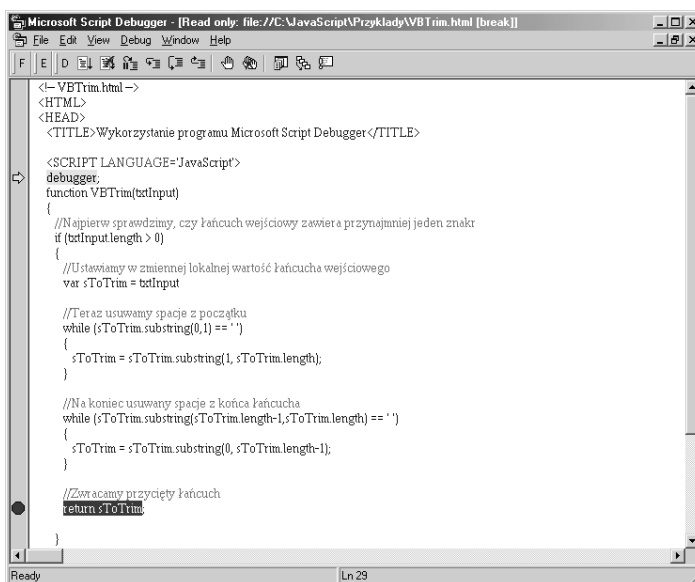 Microsoft Script Debugger - [Read only: file://C:\JavaScript\Przyklady\VBTrim.html [break]]
File Edit View Debug Window Help
F E D
<!-- VBTrim.html -->
<HTML>
<HEAD>
<TITLE>Wykorzystanie programu Microsoft Script Debugger</TITLE>
<SCRIPT LANGUAGE='JavaScript'>
debugger;
function VBTrim(txtInput)
{
//Najpierw sprawdzimy, czy łańcuch wejściowy zawiera przynajmniej jeden znakr
if (txtInput.length > 0)
{
//Ustawiamy w zmiennej lokalnej wartość łańcucha wejściowego
var sToTrim = txtInput
//Teraz usuwamy spacje z początku
while (sToTrim.substring(0,1) == ' ')
{
sToTrim = sToTrim.substring(1, sToTrim.length);
}
//Na koniec usuwany spacje z końca łańcucha
while (sToTrim.substring(sToTrim.length-1,sToTrim.length) == ' ')
{
sToTrim = sToTrim.substring(0, sToTrim.length-1);
}
//Zwracamy przycięty łańcuch
return sToTrim;
}
Ready Ln 29